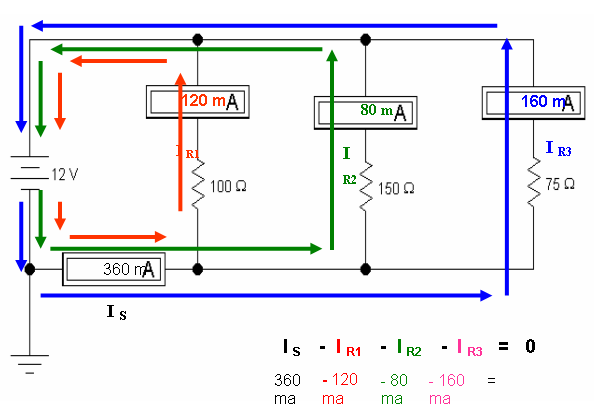 120 mA
80 mA
160 mA
I R1
I
R2
I R3
12 V
100 Ω
150 Ω
75 Ω
360 mA
I S
I S - I R1 - I R2 - I R3 = 0
360 - 120 - 80 - 160 =
ma ma ma ma